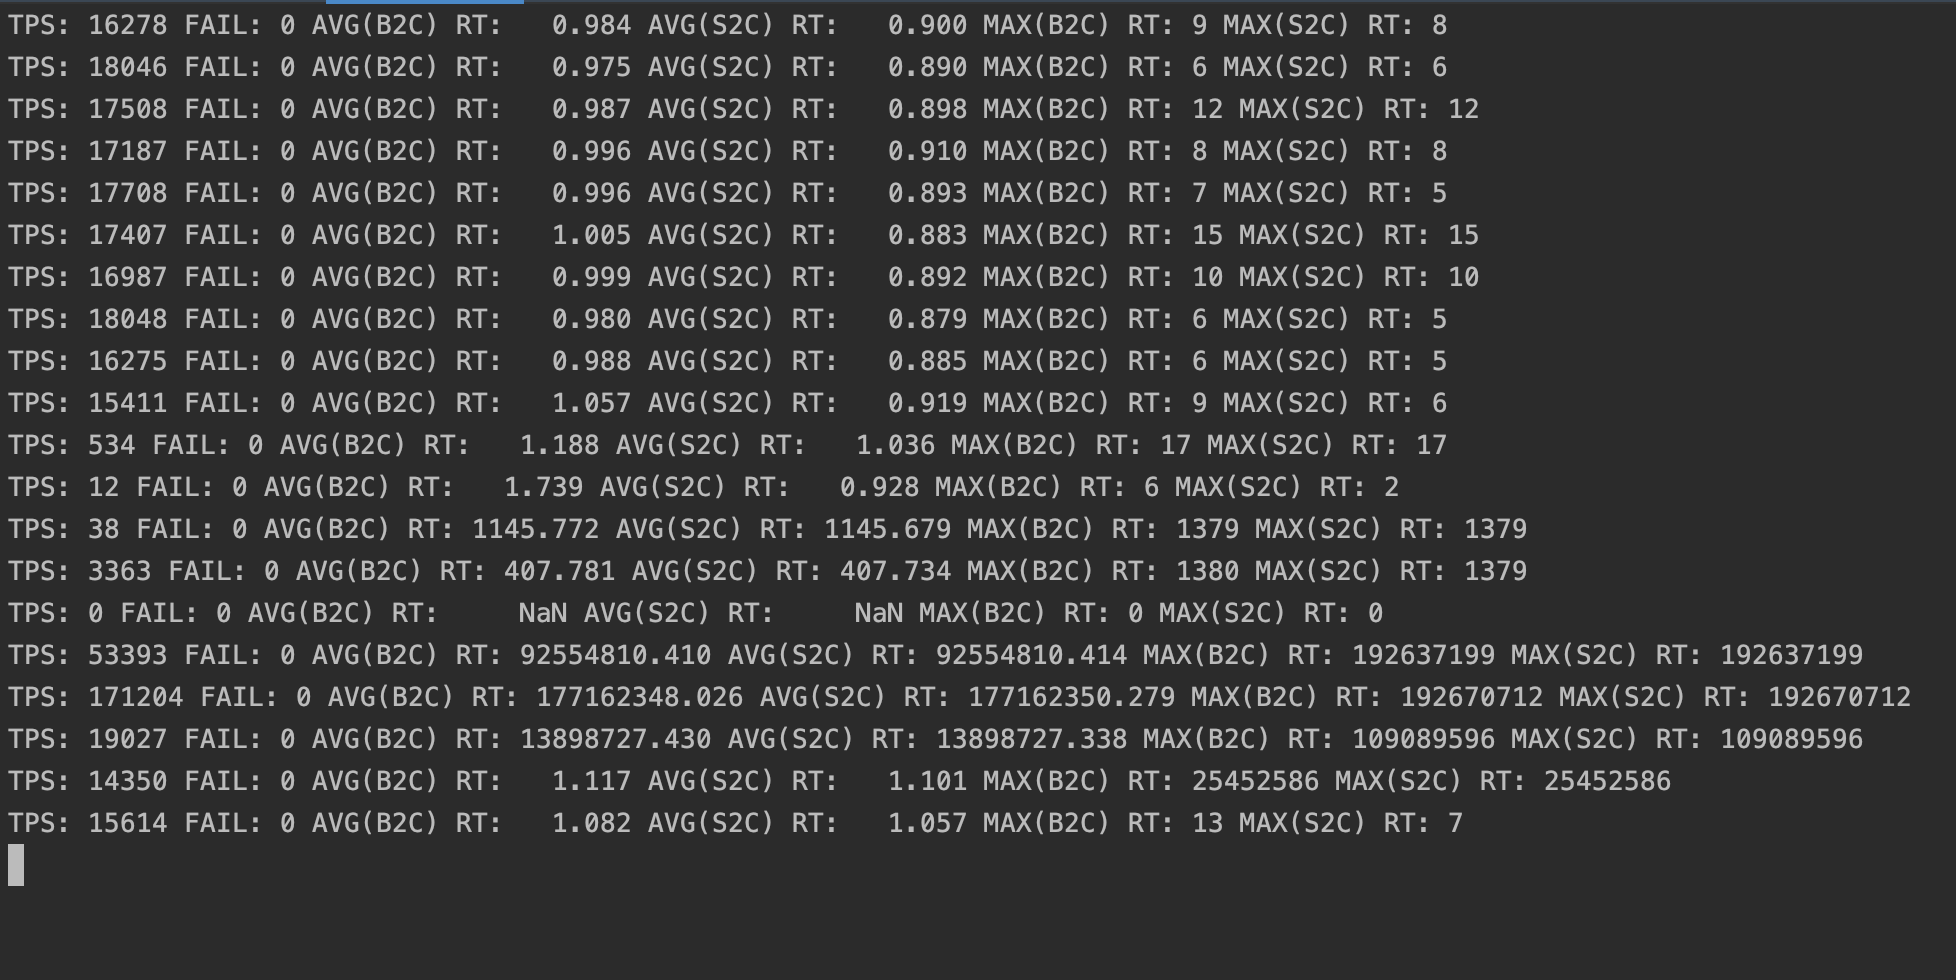 TPS: 16278 FAIL: 0 AVG(B2C) RT:   0.984 AVG(S2C) RT:   0.900 MAX(B2C) RT: 9 MAX(S2C) RT: 8
TPS: 18046 FAIL: 0 AVG(B2C) RT:   0.975 AVG(S2C) RT:   0.890 MAX(B2C) RT: 6 MAX(S2C) RT: 6
TPS: 17508 FAIL: 0 AVG(B2C) RT:   0.987 AVG(S2C) RT:   0.898 MAX(B2C) RT: 12 MAX(S2C) RT: 12
TPS: 17187 FAIL: 0 AVG(B2C) RT:   0.996 AVG(S2C) RT:   0.910 MAX(B2C) RT: 8 MAX(S2C) RT: 8
TPS: 17708 FAIL: 0 AVG(B2C) RT:   0.996 AVG(S2C) RT:   0.893 MAX(B2C) RT: 7 MAX(S2C) RT: 5
TPS: 17407 FAIL: 0 AVG(B2C) RT:   1.005 AVG(S2C) RT:   0.883 MAX(B2C) RT: 15 MAX(S2C) RT: 15
TPS: 16987 FAIL: 0 AVG(B2C) RT:   0.999 AVG(S2C) RT:   0.892 MAX(B2C) RT: 10 MAX(S2C) RT: 10
TPS: 18048 FAIL: 0 AVG(B2C) RT:   0.980 AVG(S2C) RT:   0.879 MAX(B2C) RT: 6 MAX(S2C) RT: 5
TPS: 16275 FAIL: 0 AVG(B2C) RT:   0.988 AVG(S2C) RT:   0.885 MAX(B2C) RT: 6 MAX(S2C) RT: 5
TPS: 15411 FAIL: 0 AVG(B2C) RT:   1.057 AVG(S2C) RT:   0.919 MAX(B2C) RT: 9 MAX(S2C) RT: 6
TPS: 534 FAIL: 0 AVG(B2C) RT:   1.188 AVG(S2C) RT:   1.036 MAX(B2C) RT: 17 MAX(S2C) RT: 17
TPS: 12 FAIL: 0 AVG(B2C) RT:   1.739 AVG(S2C) RT:   0.928 MAX(B2C) RT: 6 MAX(S2C) RT: 2
TPS: 38 FAIL: 0 AVG(B2C) RT: 1145.772 AVG(S2C) RT: 1145.679 MAX(B2C) RT: 1379 MAX(S2C) RT: 1379
TPS: 3363 FAIL: 0 AVG(B2C) RT: 407.781 AVG(S2C) RT: 407.734 MAX(B2C) RT: 1380 MAX(S2C) RT: 1379
TPS: 0 FAIL: 0 AVG(B2C) RT:     NaN AVG(S2C) RT:     NaN MAX(B2C) RT: 0 MAX(S2C) RT: 0
TPS: 53393 FAIL: 0 AVG(B2C) RT: 92554810.410 AVG(S2C) RT: 92554810.414 MAX(B2C) RT: 192637199 MAX(S2C) RT: 192637199
TPS: 171204 FAIL: 0 AVG(B2C) RT: 177162348.026 AVG(S2C) RT: 177162350.279 MAX(B2C) RT: 192670712 MAX(S2C) RT: 192670712
TPS: 19027 FAIL: 0 AVG(B2C) RT: 13898727.430 AVG(S2C) RT: 13898727.338 MAX(B2C) RT: 109089596 MAX(S2C) RT: 109089596
TPS: 14350 FAIL: 0 AVG(B2C) RT:   1.117 AVG(S2C) RT:   1.101 MAX(B2C) RT: 25452586 MAX(S2C) RT: 25452586
TPS: 15614 FAIL: 0 AVG(B2C) RT:   1.082 AVG(S2C) RT:   1.057 MAX(B2C) RT: 13 MAX(S2C) RT: 7